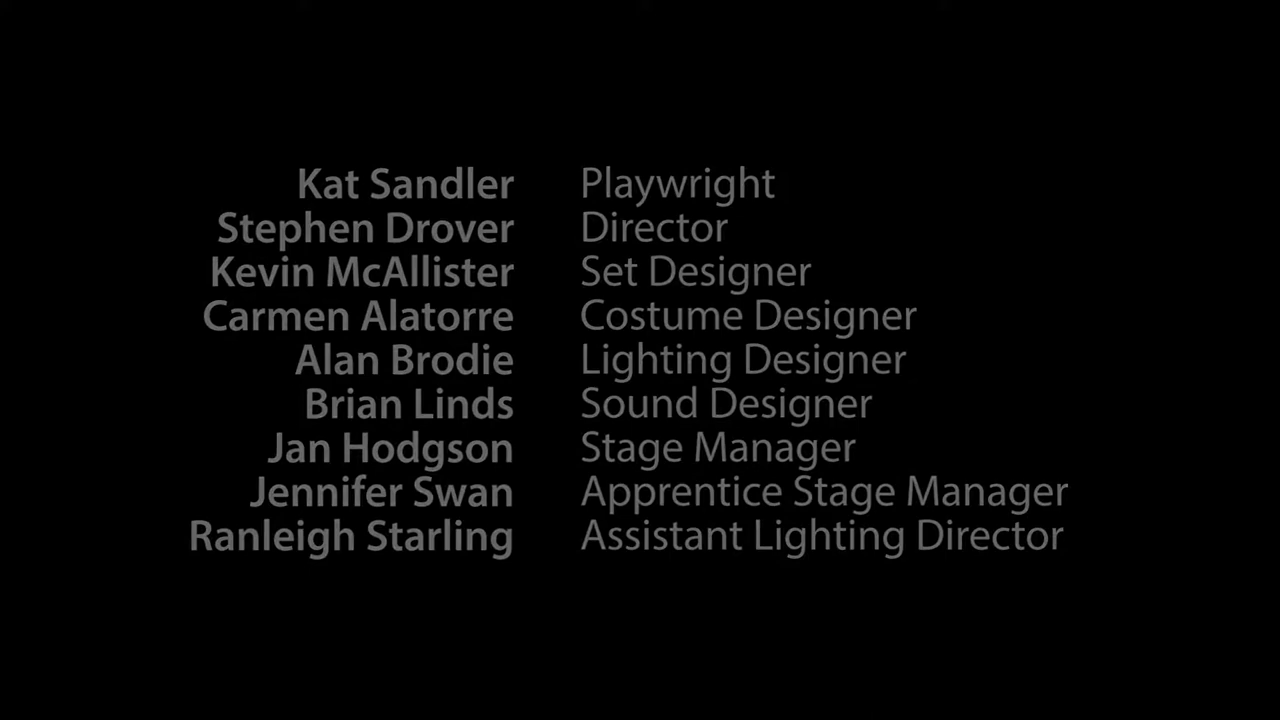 Kat Sandler Playwright
Stephen Drover Director
Kevin McAllister Set Designer
Carmen Alatorre Costume Designer
Alan Brodie Lighting Designer
Brian Linds Sound Designer
Jan Hodgson Stage Manager
Jennifer Swan Apprentice Stage Manager
Ranleigh Starling Assistant Lighting Director